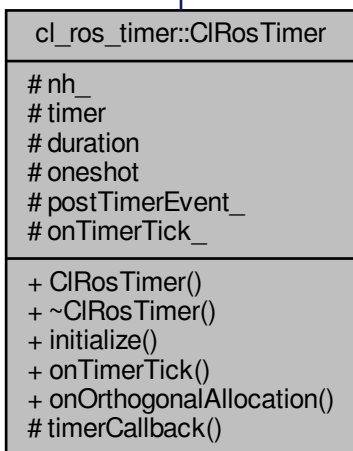 cl_ros_timer::ClRosTimer
# nh_
# timer
# duration
# oneshot
# postTimerEvent_
# onTimerTick_
+ ClRosTimer()
+ ~ClRosTimer()
+ initialize()
+ onTimerTick()
+ onOrthogonalAllocation()
# timerCallback()